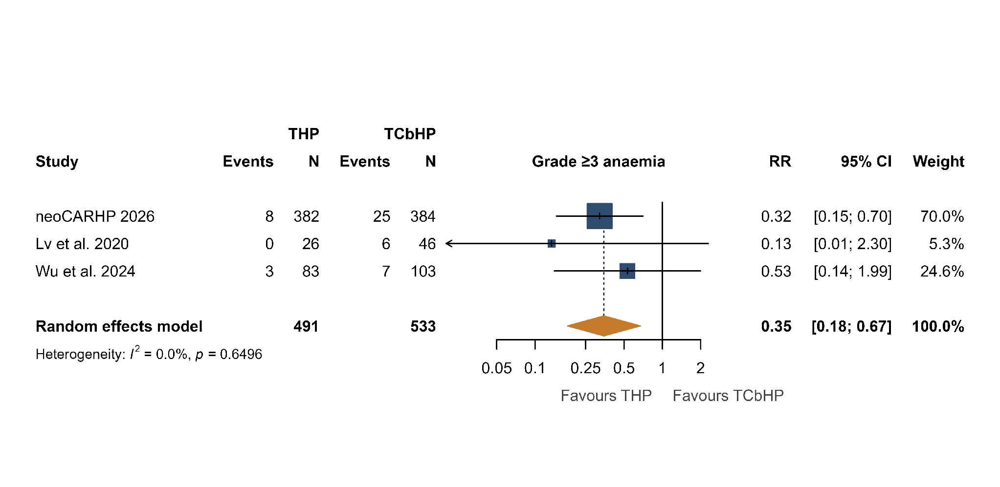 THP TCbHP
Study Events N Events N Grade ≥3 anaemia RR 95% CI Weight
neoCARHP 2026 8 382 25 384 0.32 [0.15; 0.70] 70.0%
Lv et al. 2020 0 26 6 46 0.13 [0.01; 2.30] 5.3%
Wu et al. 2024 3 83 7 103 0.53 [0.14; 1.99] 24.6%
Random effects model 491 533 0.35 [0.18; 0.67] 100.0%
Heterogeneity: I² = 0.0%, p = 0.6496
0.05 0.1 0.25 0.5 1 2
Favours THP Favours TCbHP